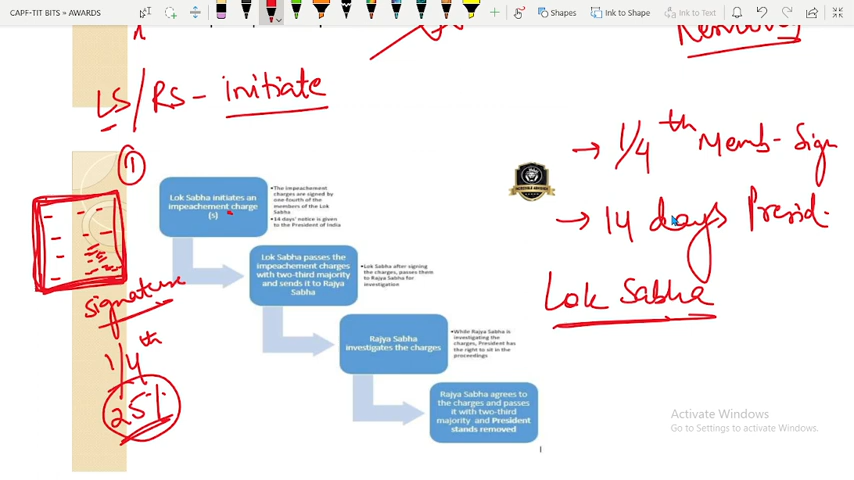 CAPF-TIT BITS » AWARDS
Shapes
Ink to Shape
Ink to Text
LS/RS - initiate
→ 1/4th Memb- Sign
→ 14 days Presid.
Lok Sabha
1
signature
1/4th
25%
Lok Sabha initiates an
impeachement charge
(s)
•The impeachement
charges are signed by
one fourth of the
members of the Lok
Sabha
•14 days' notice is given
to the President of India
Lok Sabha passes the
impeachment charges
with two-third majority
and sends it to Rajya
Sabha
•Lok Sabha after signing
the charges, passes them
to Rajya Sabha for
investigation
Rajya Sabha
investigates the charges
•While Rajya Sabha is
investigating the
charges, President has
the right to sit in the
proceedings
Rajya Sabha agrees to
the charges and passes
it with two-third
majority and President
stands removed
Activate Windows
Go to Settings to activate Windows.